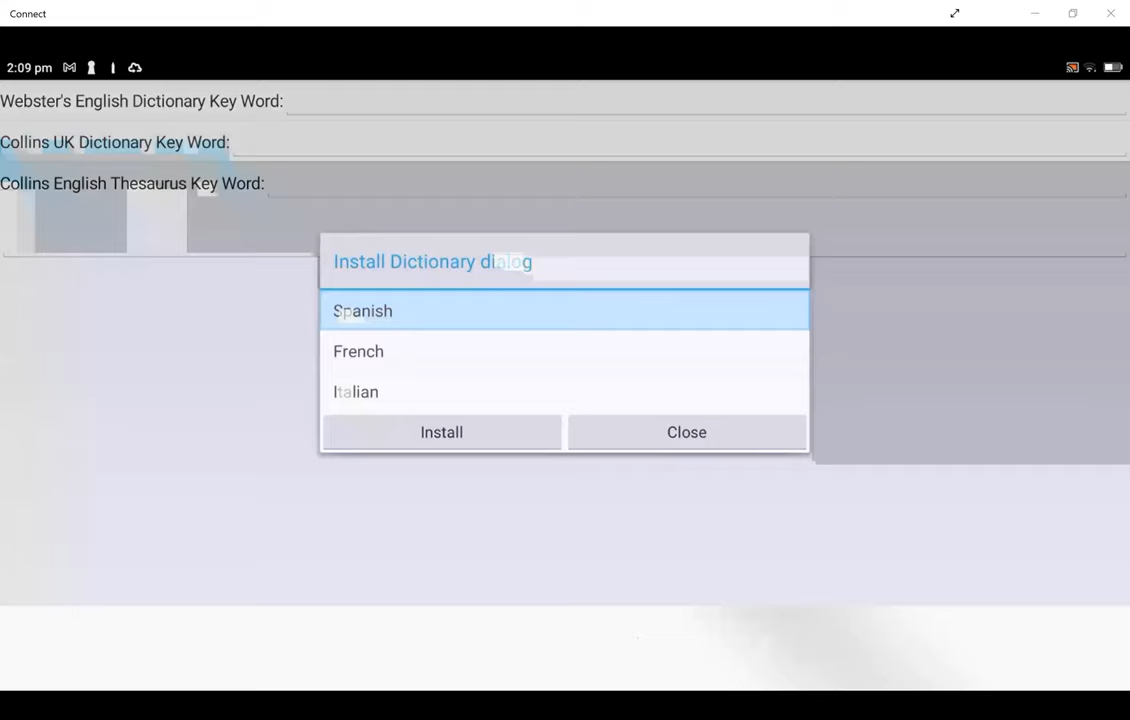 Connect
2:09 pm
Webster's English Dictionary Key Word:
Collins UK Dictionary Key Word:
Collins English Thesaurus Key Word:
Install Dictionary dialog
Spanish
French
Italian
Install Close